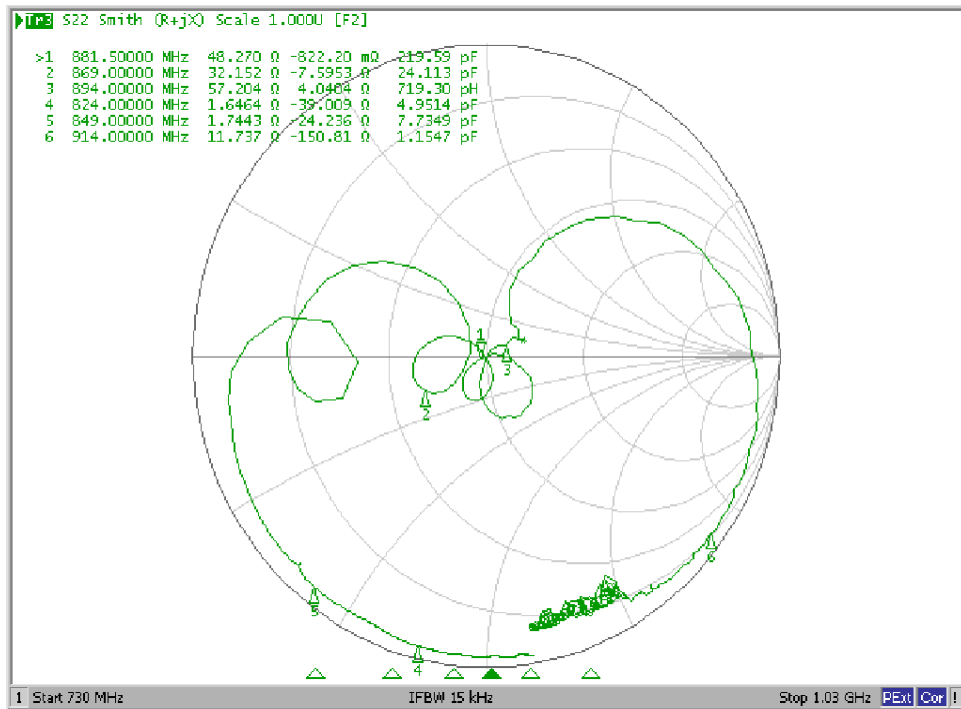 Tr3 S22 Smith (R+jX) Scale 1.000U [F2]
>1 881.50000 MHz 48.270 Ω -822.20 mΩ 219.59 pF
2 869.00000 MHz 32.152 Ω -7.5953 Ω 24.113 pF
3 894.00000 MHz 57.204 Ω 4.0404 Ω 719.30 pH
4 824.00000 MHz 1.6464 Ω -39.009 Ω 4.9514 pF
5 849.00000 MHz 1.7443 Ω -24.236 Ω 7.7349 pF
6 914.00000 MHz 11.737 Ω -150.81 Ω 1.1547 pF
1
3
2
6
5
4
1 Start 730 MHz IFBW 15 kHz Stop 1.03 GHz PExt Cor !